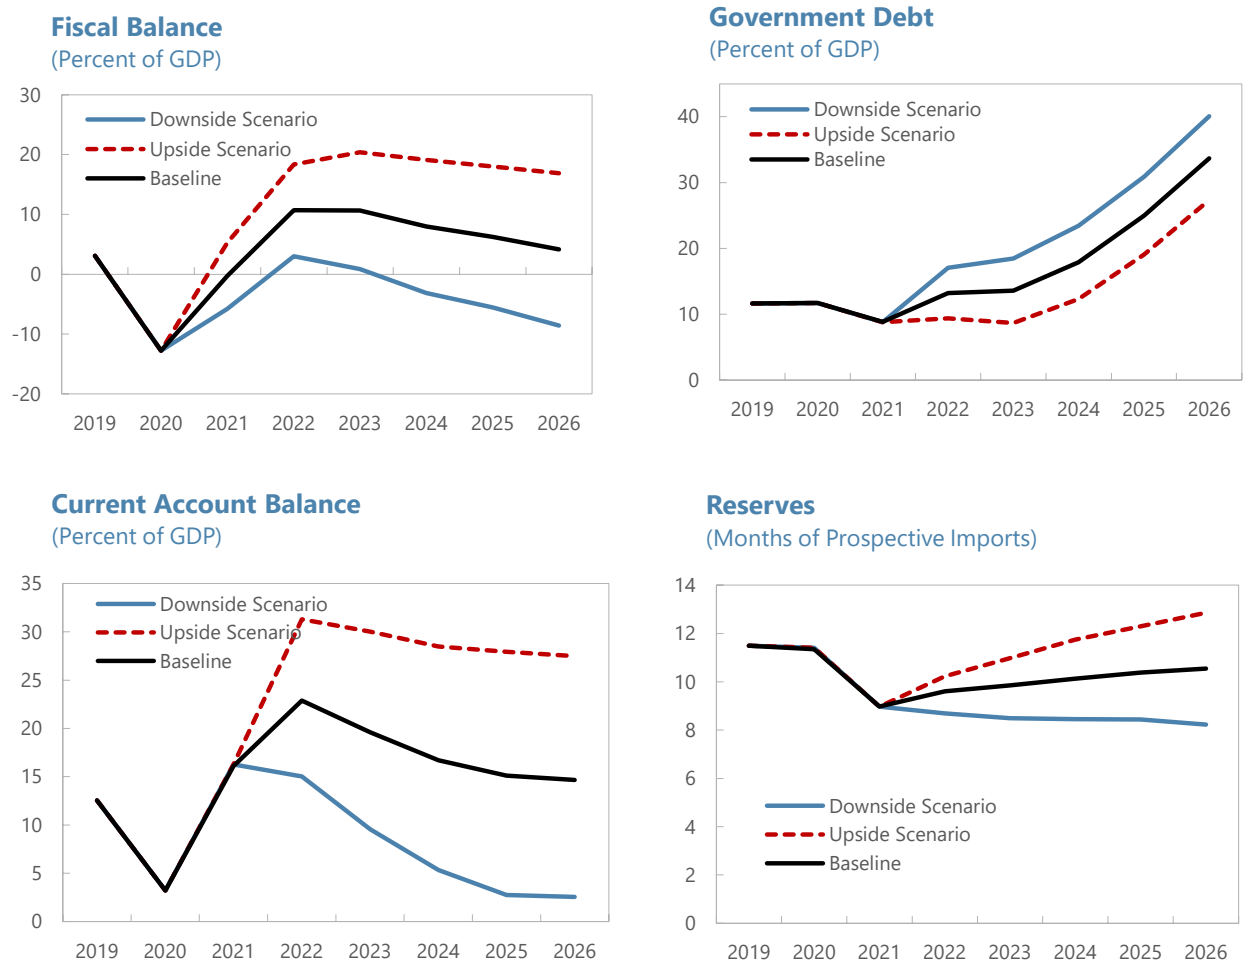 Fiscal Balance
(Percent of GDP)
30
20
10
0
-10
-20
Downside Scenario
Upside Scenario
Baseline
2019 2020 2021 2022 2023 2024 2025 2026
Government Debt
(Percent of GDP)
40
30
20
10
0
Downside Scenario
Upside Scenario
Baseline
2019 2020 2021 2022 2023 2024 2025 2026
Current Account Balance
(Percent of GDP)
35
30
25
20
15
10
5
0
Downside Scenario
Upside Scenario
Baseline
2019 2020 2021 2022 2023 2024 2025 2026
Reserves
(Months of Prospective Imports)
14
12
10
8
6
4
2
0
Downside Scenario
Upside Scenario
Baseline
2019 2020 2021 2022 2023 2024 2025 2026